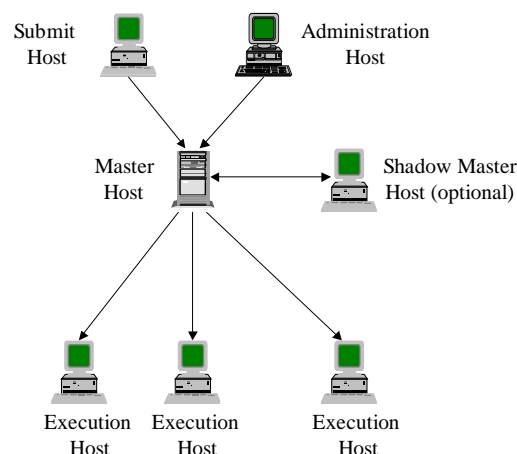 Submit
Host
Administration
Host
Master
Host
Shadow Master
Host (optional)
Execution
Host
Execution
Host
Execution
Host